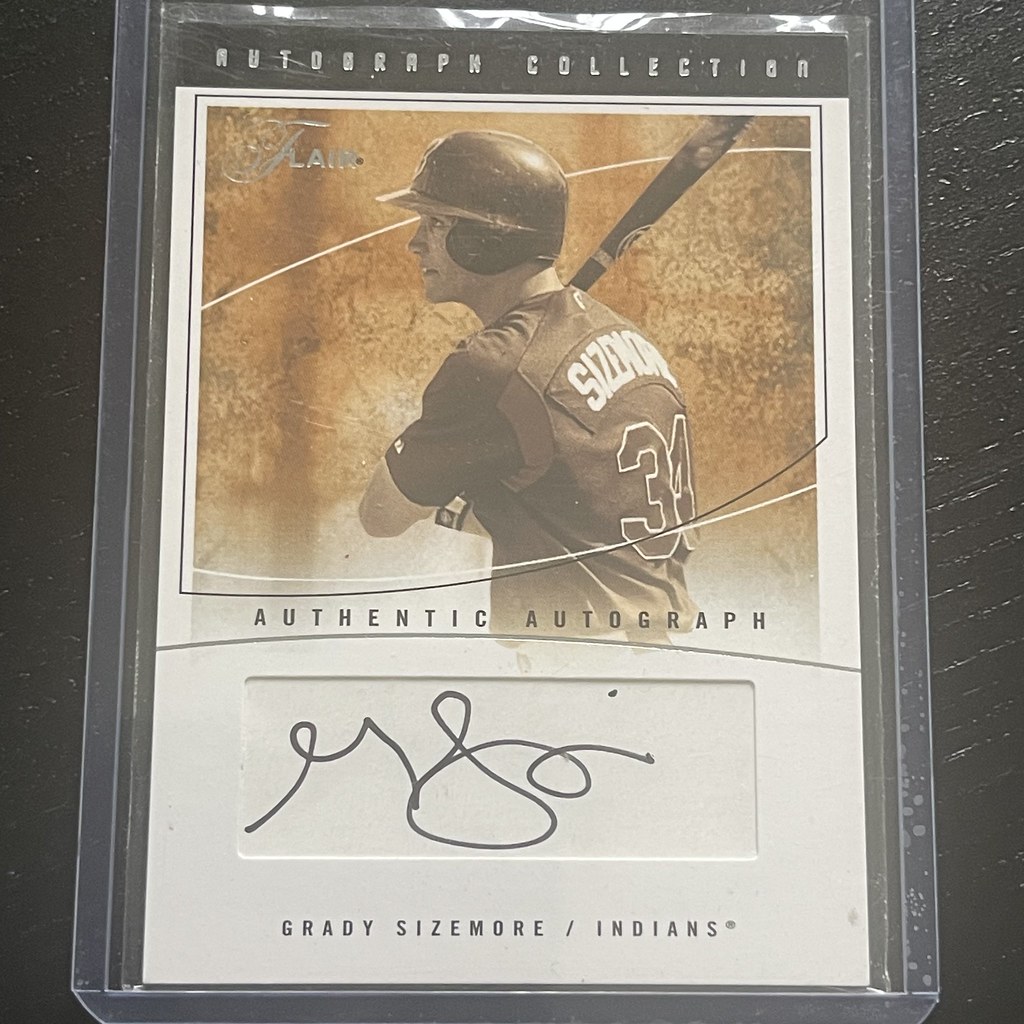 AUTOGRAPH COLLECTION
FLAIR
SIZEMORE
34
AUTHENTIC AUTOGRAPH
GRADY SIZEMORE / INDIANS®